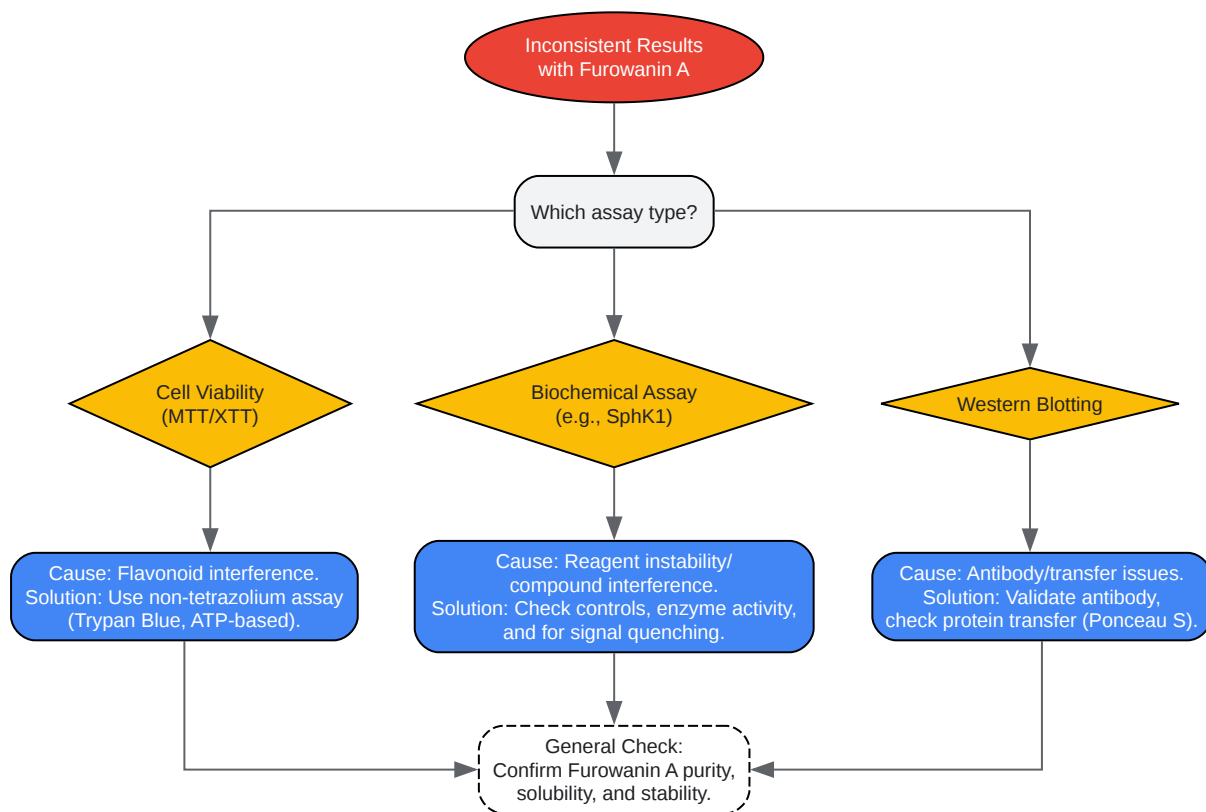 Inconsistent Results
with Furowanin A
Which assay type?
Cell Viability
(MTT/XTT)
Biochemical Assay
(e.g., SphK1)
Western Blotting
Cause: Flavonoid interference.
Solution: Use non-tetrazolium assay
(Trypan Blue, ATP-based).
Cause: Reagent instability/
compound interference.
Solution: Check controls, enzyme activity,
and for signal quenching.
Cause: Antibody/transfer issues.
Solution: Validate antibody,
check protein transfer (Ponceau S).
General Check:
Confirm Furowanin A purity,
solubility, and stability.